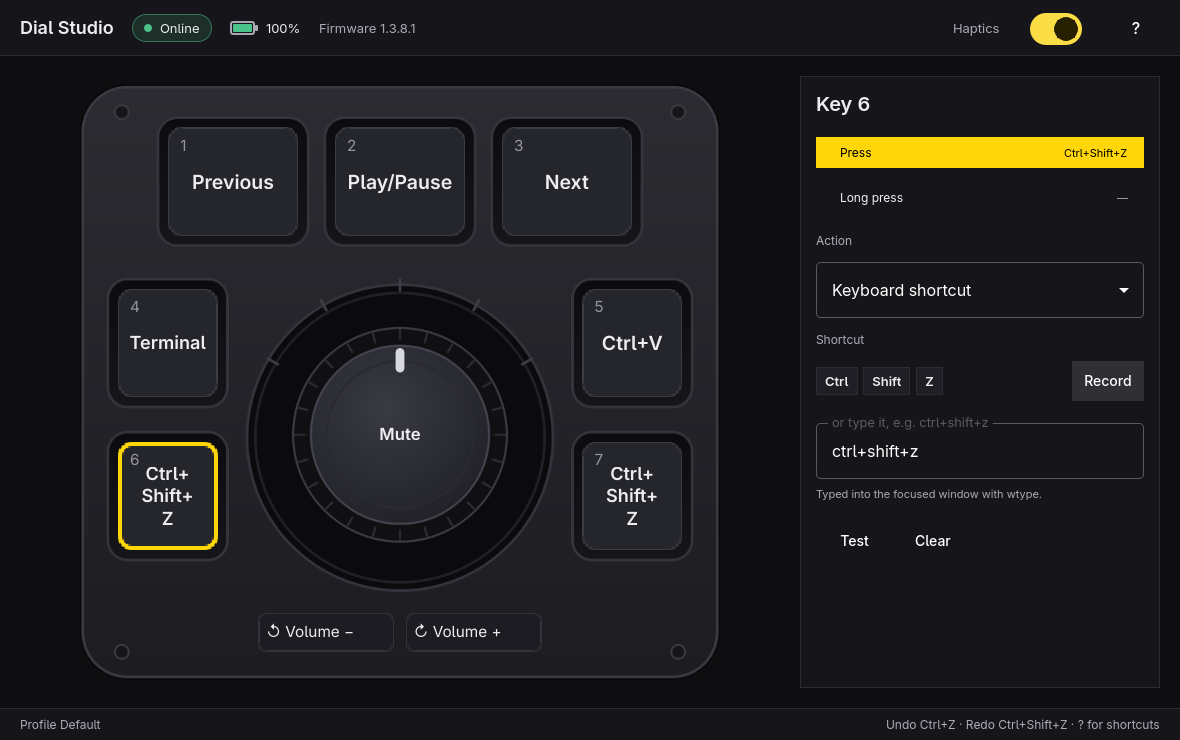 Dial Studio
Online
100%
Firmware 1.3.8.1
Haptics
?
1
Previous
2
Play/Pause
3
Next
4
Terminal
5
Ctrl+V
Mute
6
Ctrl+
Shift+
Z
7
Ctrl+
Shift+
Z
Volume −
Volume +
Key 6
Press
Ctrl+Shift+Z
Long press
—
Action
Keyboard shortcut
Shortcut
Ctrl
Shift
Z
Record
or type it, e.g. ctrl+shift+z
ctrl+shift+z
Typed into the focused window with wtype.
Test
Clear
Profile Default
Undo Ctrl+Z · Redo Ctrl+Shift+Z · ? for shortcuts